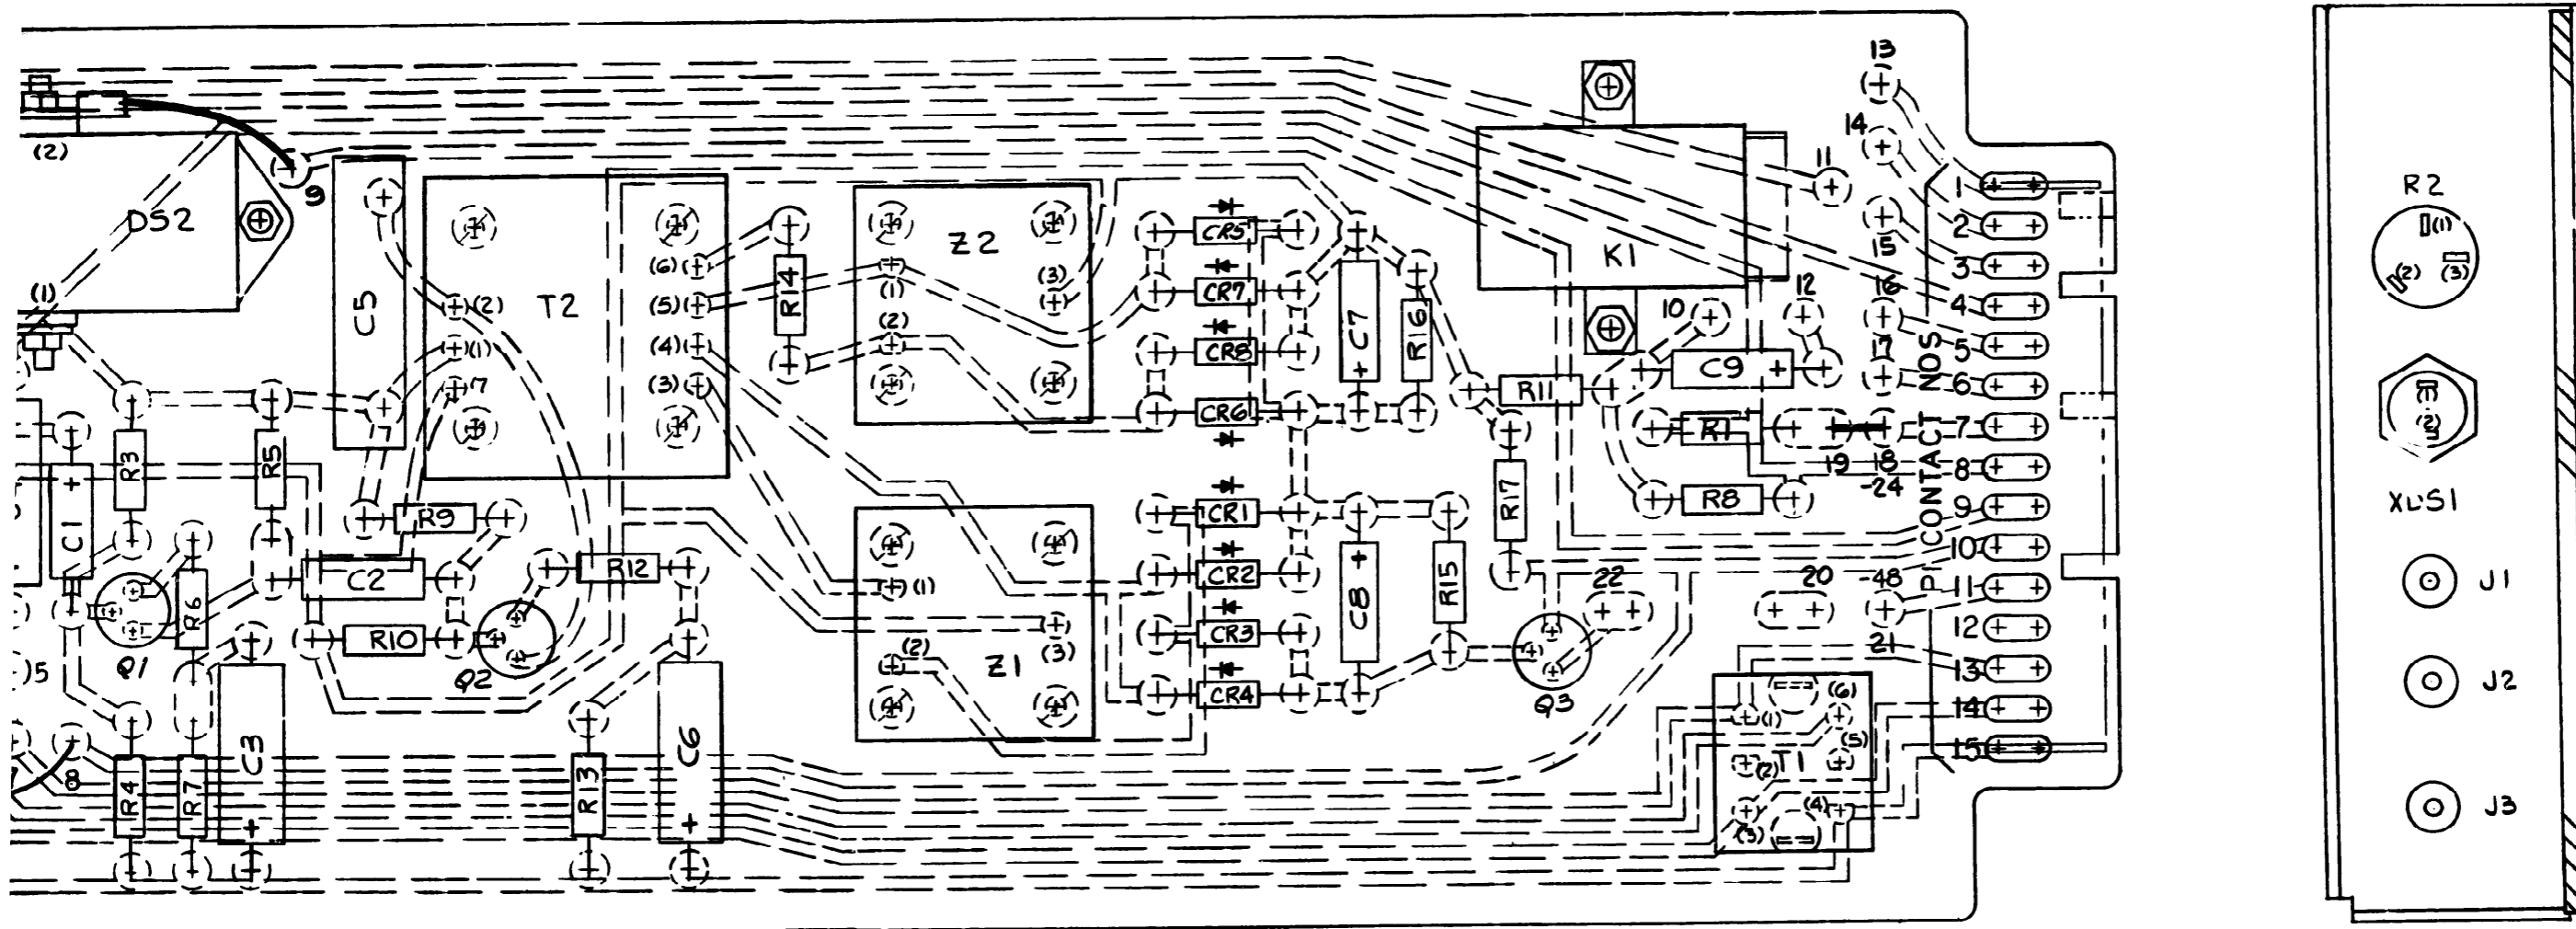 13
14
11
(2)
9
DS2
(1)
C5
(2)
(1)
7
7
T2
(6)
(5)
(4)
(3)
R14
Z2
(1)
(2)
(3)
CR5
CR7
CR8
CR6
C7
+
R16
K1
10
12
15
16
17
C9 +
R11
R1
19
18
-24
R8
P1 CONTACT NOS
1
2
3
4
5
6
7
8
9
10
11
12
13
14
15
R3
R5
C1
+
R9
C2
R6
R10
Q1
Q2
R12
)5
8
R4
R7
C3
+
R13
C6
+
Z1
(1)
(2)
(3)
CR1
CR2
CR3
CR4
C8 +
R15
R17
Q3
22
20
-48
21
T1
(1)
(2)
(3)
(4)
(5)
(6)
R2
(1)
(2)
(3)
(1)
(2)
J1
J2
J3